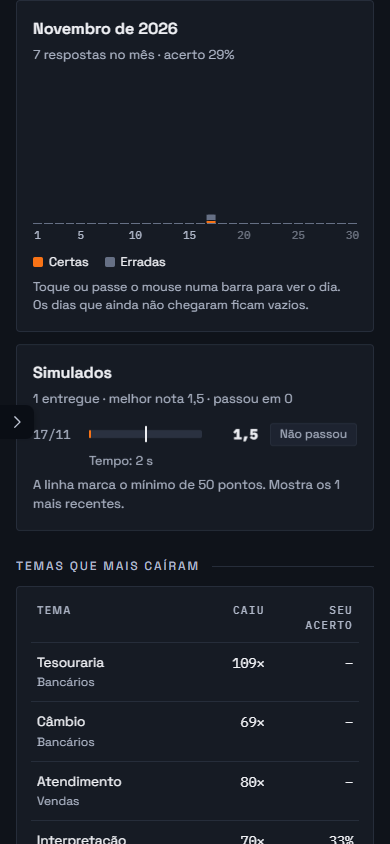 Novembro de 2026
7 respostas no mês · acerto 29%
1 5 10 15 20 25 30
Certas Erradas
Toque ou passe o mouse numa barra para ver o dia.
Os dias que ainda não chegaram ficam vazios.
Simulados
1 entregue · melhor nota 1,5 · passou em 0
17/11 1,5 Não passou
Tempo: 2 s
A linha marca o mínimo de 50 pontos. Mostra os 1
mais recentes.
TEMAS QUE MAIS CAÍRAM
TEMA CAIU SEU
ACERTO
Tesouraria 109× –
Bancários
Câmbio 69× –
Bancários
Atendimento 80× –
Vendas
Interpretação 70× 33%